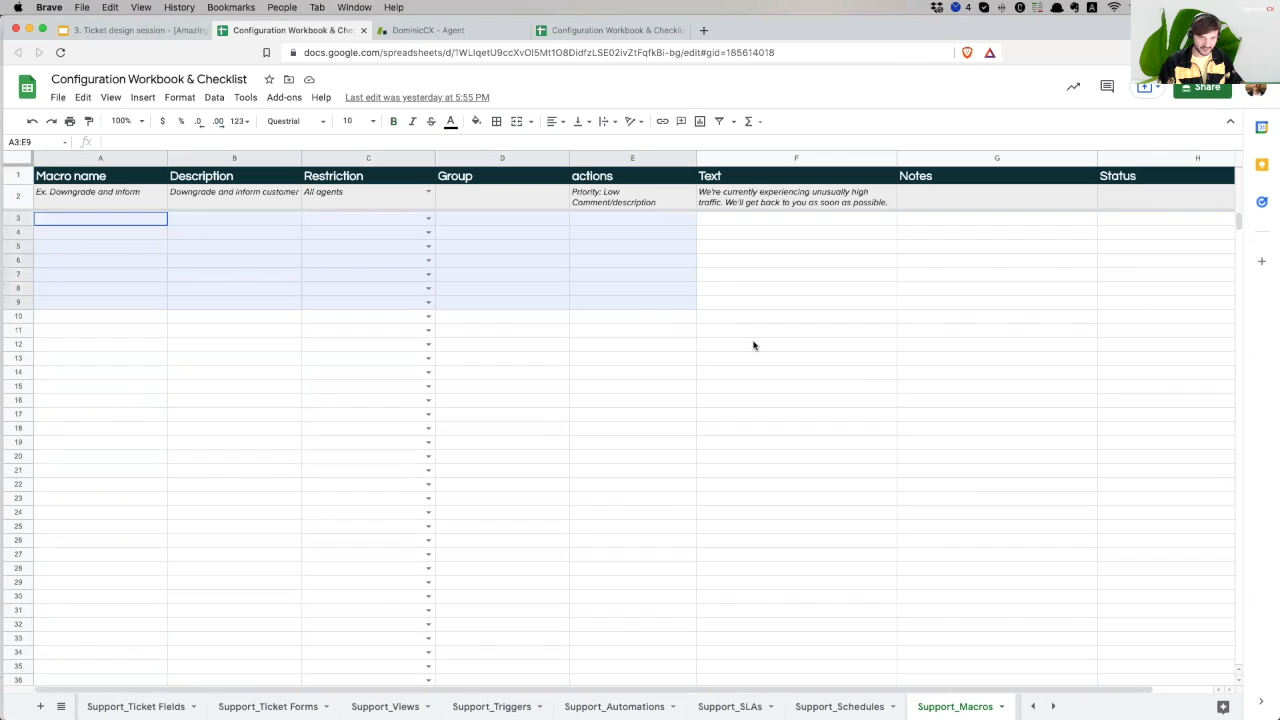 Brave File Edit View History Bookmarks People Tab Window Help
3. Ticket design session - [Amazing
Configuration Workbook & Chec
DominicCX - Agent
Configuration Workbook & Chec
docs.google.com/spreadsheets/d/1WLIqetU9ccXvOl5Mt1O8DidfzLSE02ivZtFqfkBi-bg/edit#gid=185614018
Configuration Workbook & Checklist
File Edit View Insert Format Data Tools Add-ons Help Last edit was yesterday at 5:55 PM
Share
100% $ % .0 .00 123 Questrial 10 B I S A
A3:E9 fx
A B C D E F G H
1 Macro name Description Restriction Group actions Text Notes Status
2 Ex. Downgrade and inform Downgrade and inform customer All agents Priority: Low We're currently experiencing unusually high
Comment/description traffic. We'll get back to you as soon as possible.
3
4
5
6
7
8
9
10
11
12
13
14
15
16
17
18
19
20
21
22
23
24
25
26
27
28
29
30
31
32
33
34
35
36
Support_Ticket Fields Support_Ticket Forms Support_Views Support_Triggers Support_Automations Support_SLAs Support_Schedules Support_Macros